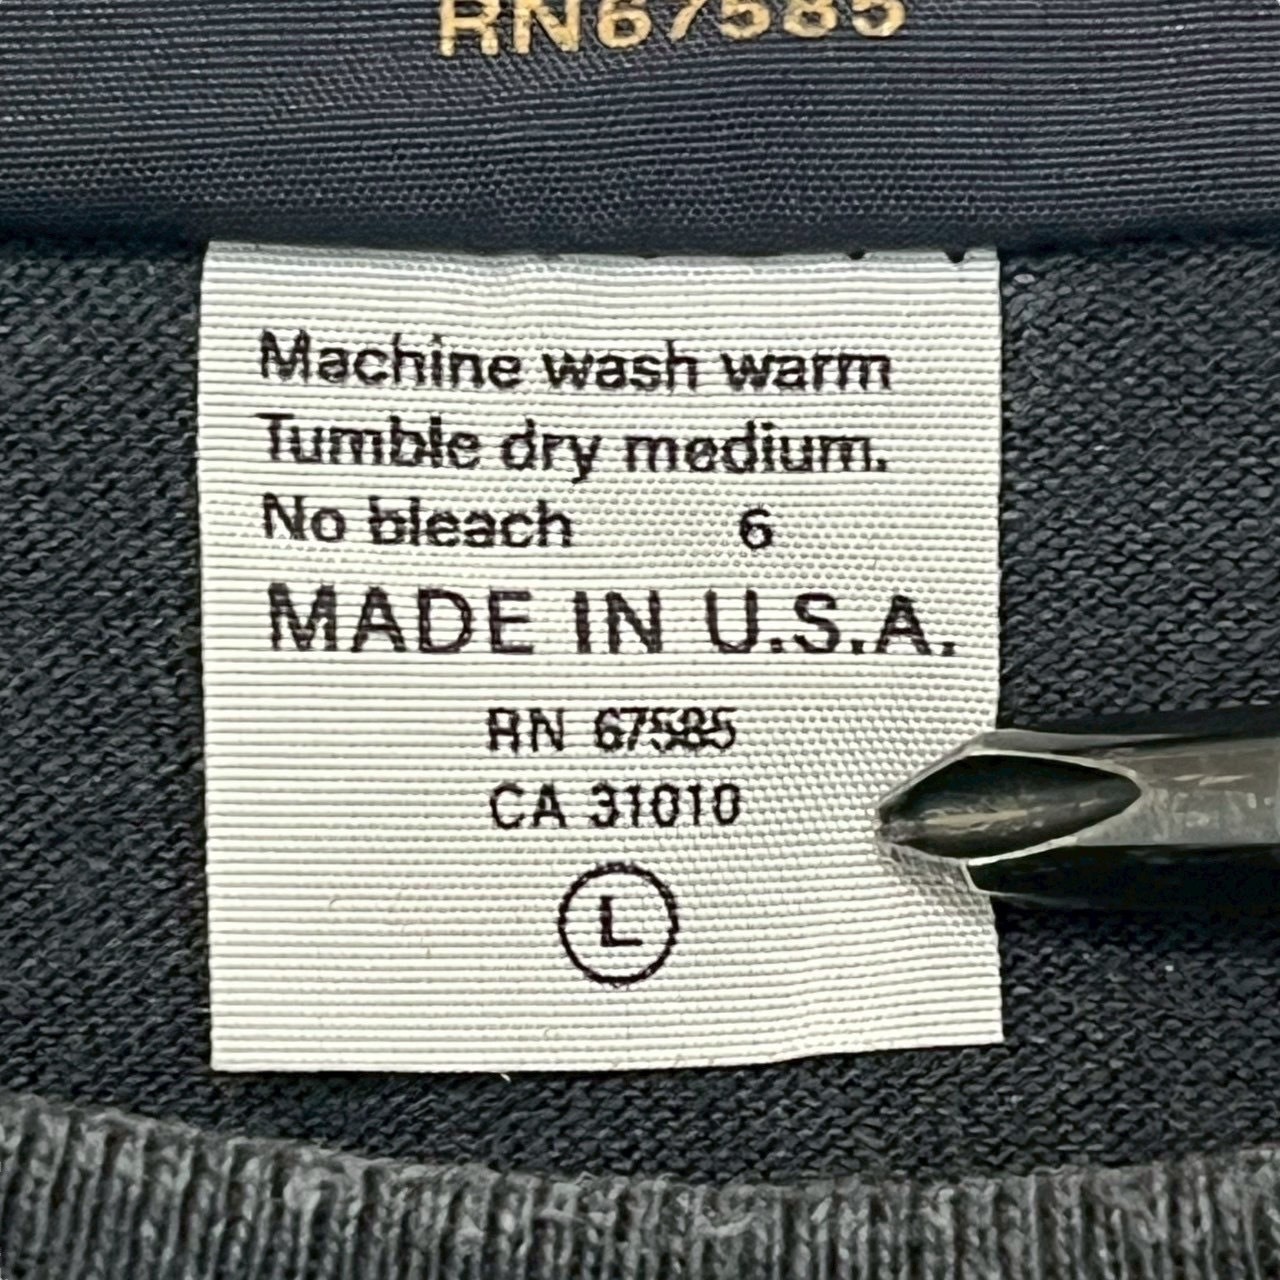 RN67585
Machine wash warm
Tumble dry medium.
No bleach 6
MADE IN U.S.A.
RN 67585
CA 31010
L